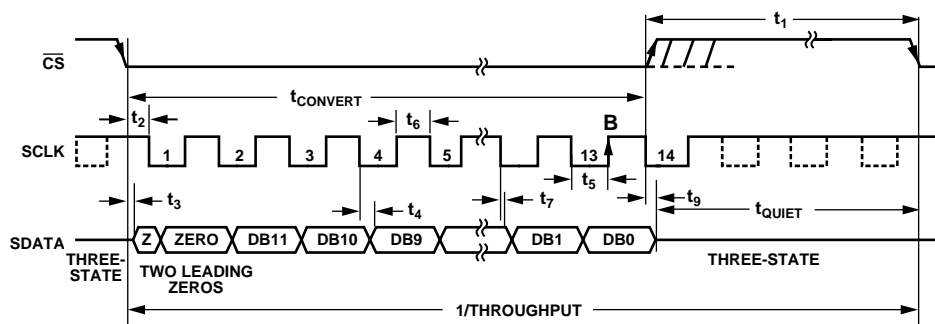 t1
CS
tCONVERT
t2
t6
B
SCLK
1
2
3
4
5
13
14
t5
t3
t4
t7
t9
tQUIET
SDATA
Z
ZERO
DB11
DB10
DB9
DB1
DB0
THREE-
STATE
TWO LEADING
ZEROS
THREE-STATE
1/THROUGHPUT